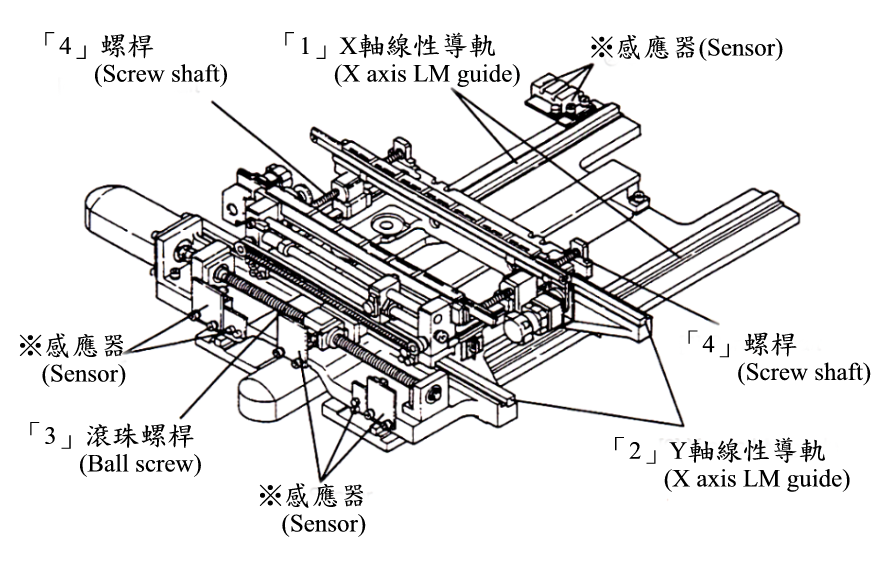 「4」螺桿
(Screw shaft)
「1」X軸線性導軌
(X axis LM guide)
※感應器(Sensor)
※感應器
(Sensor)
「4」螺桿
(Screw shaft)
「3」滾珠螺桿
(Ball screw)
「2」Y軸線性導軌
(X axis LM guide)
※感應器
(Sensor)